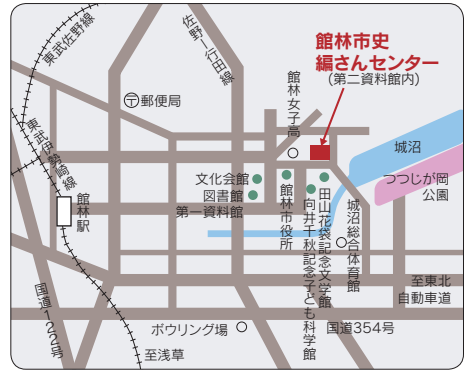 東武佐野線
佐野ー行田線
館林市史
編さんセンター
(第二資料館内)
〒郵便局
館林女子高
東武伊勢崎線
城沼
つつじが岡
公園
文化会館
図書館
第一資料館
館林駅
館林市役所
向井千秋記念子ども科学館
田山花袋記念文学館
城沼総合体育館
至東北
自動車道
国道122号
ボウリング場
国道354号
至浅草